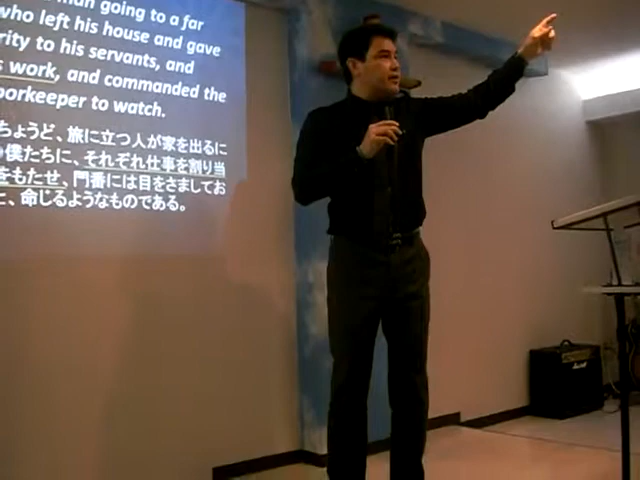 man going to a far
who left his house and gave
rity to his servants, and
s work, and commanded the
oorkeeper to watch.
ちょうど、旅に立つ人が家を出るに
僕たちに、それぞれ仕事を割り当
をもたせ、門番には目をさましてお
と、命じるようなものである。
Marshall